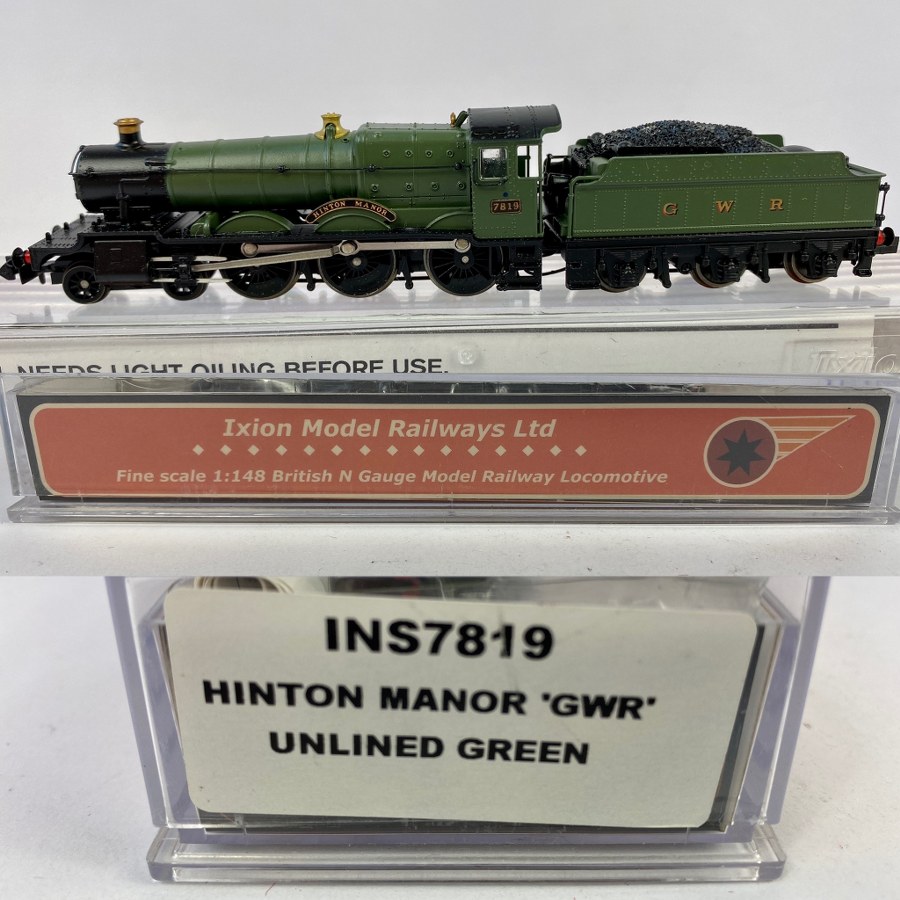 HINTON MANOR
7819
G W R
NEEDS LIGHT OILING BEFORE USE.
Ixion Model Railways Ltd
Fine scale 1:148 British N Gauge Model Railway Locomotive
INS7819
HINTON MANOR 'GWR'
UNLINED GREEN